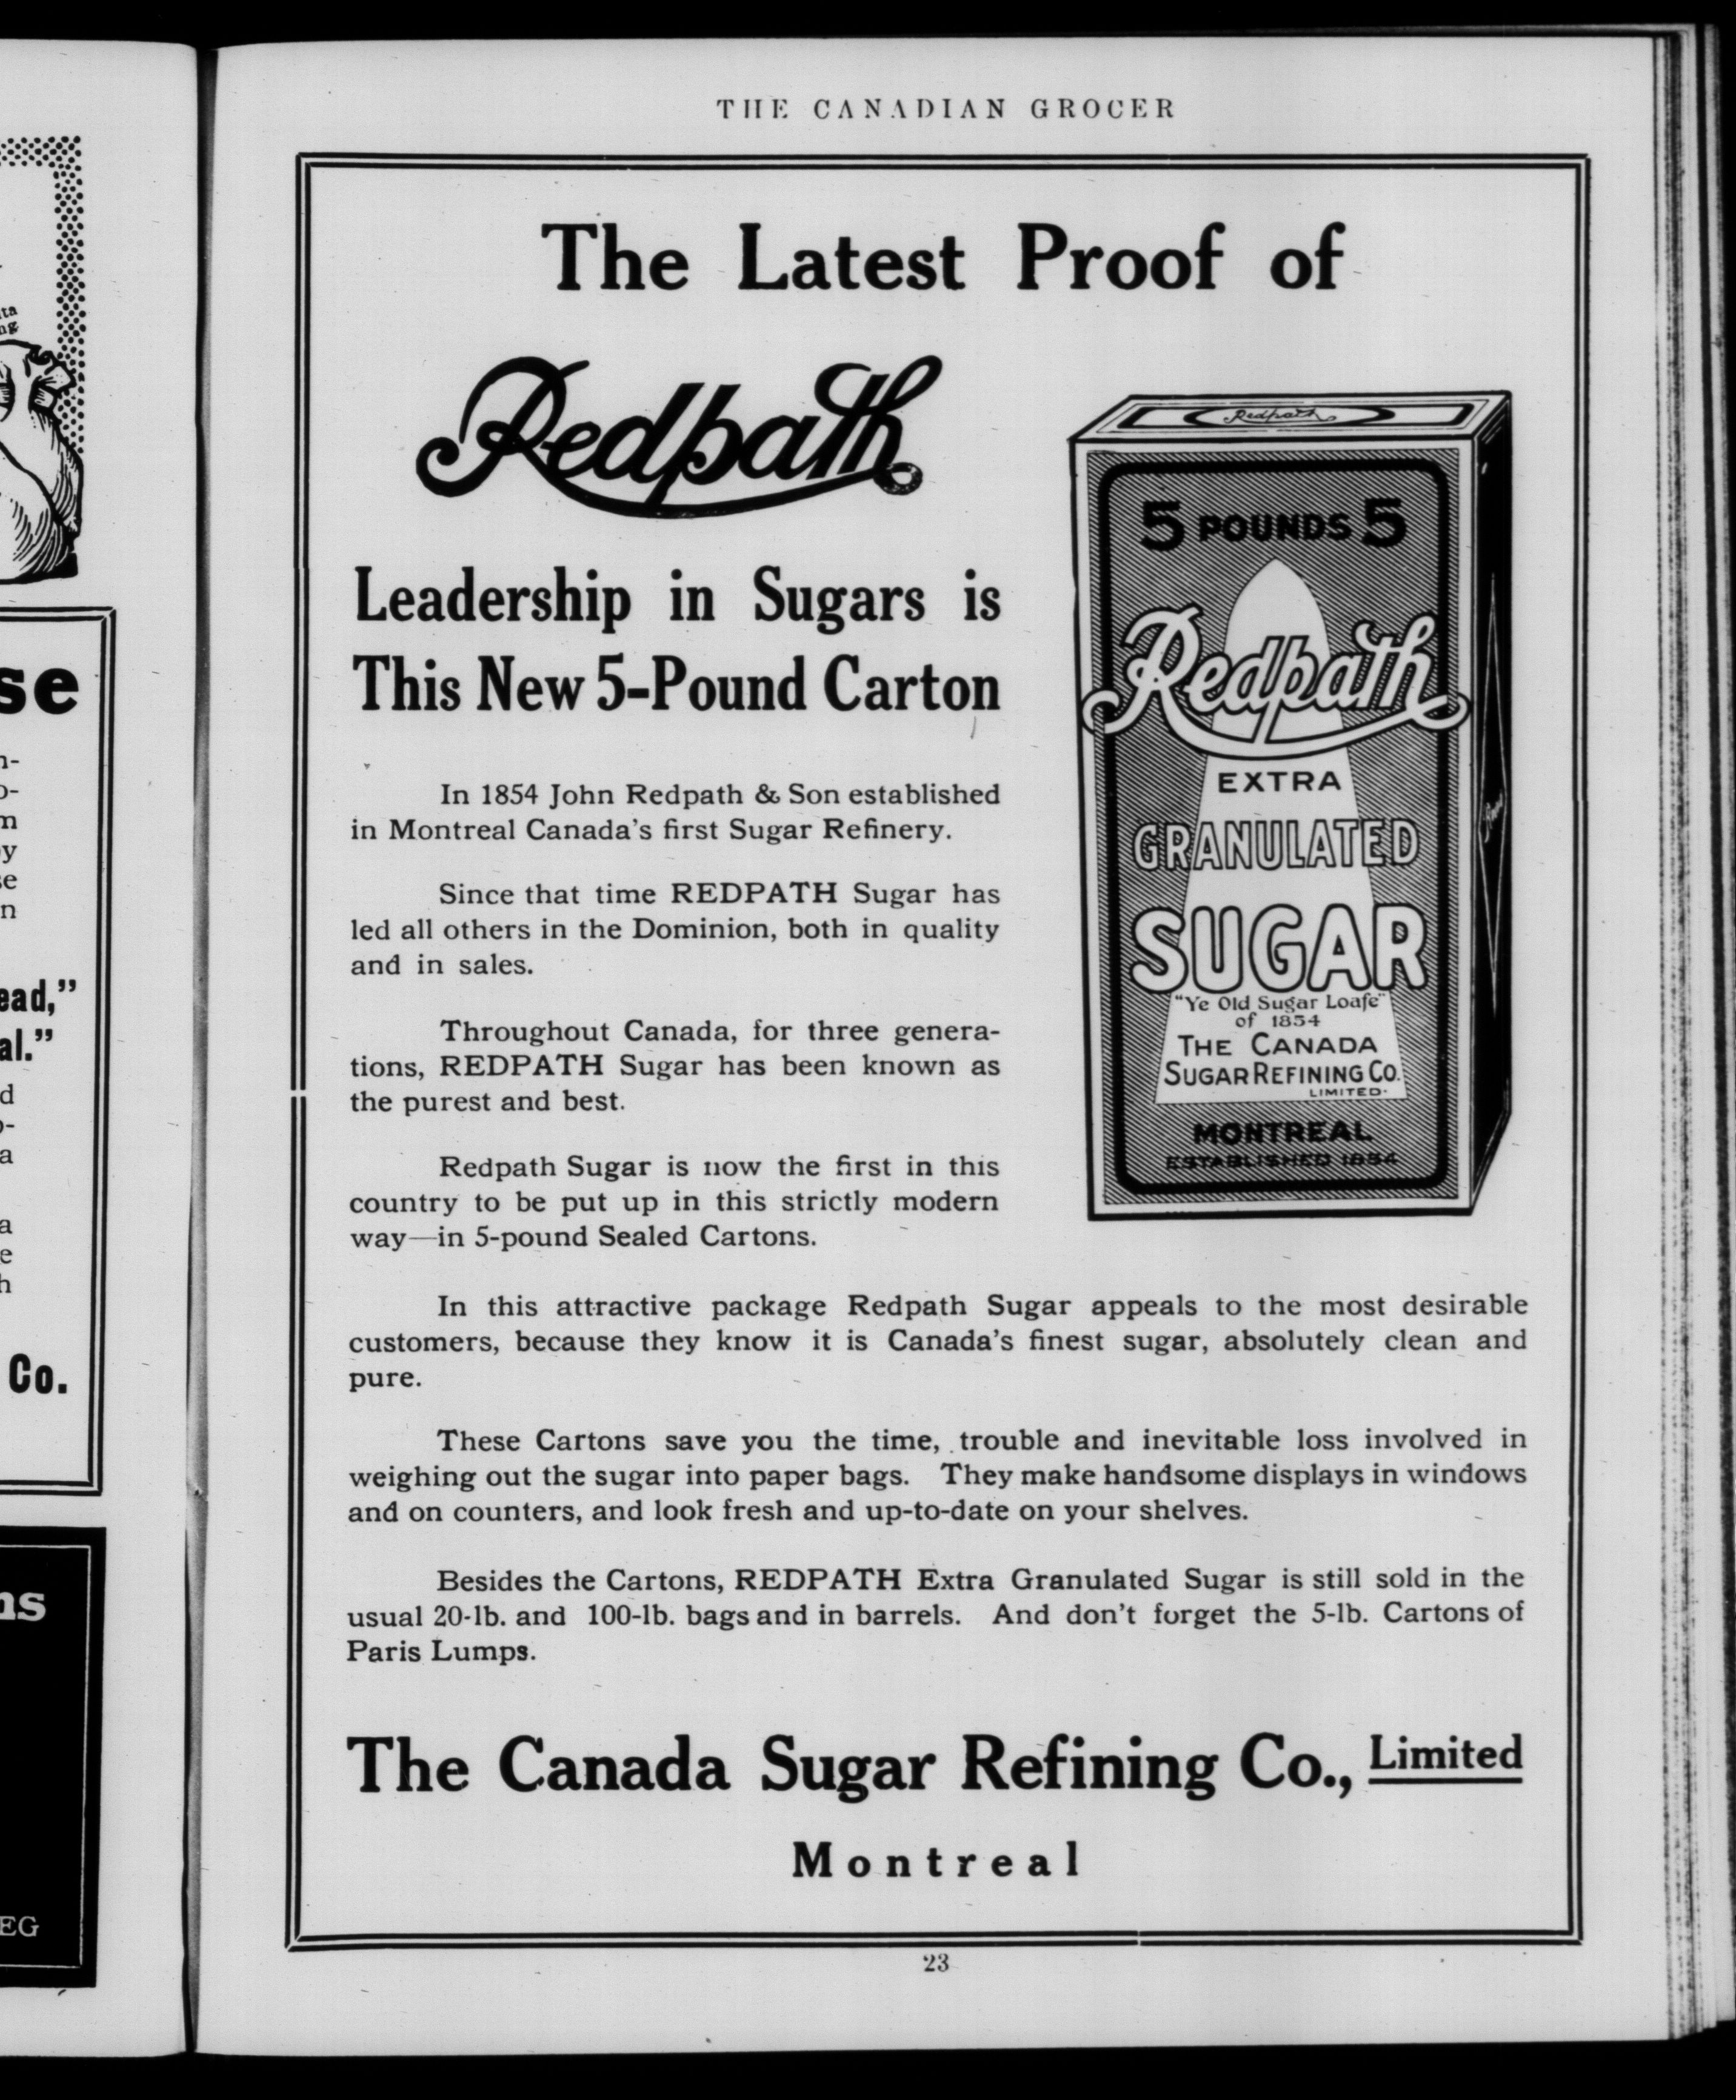 THE CANADIAN GROCER
The Latest Proof of
Redpath
Leadership in Sugars is
This New 5-Pound Carton
In 1854 John Redpath & Son established
in Montreal Canada's first Sugar Refinery.
Since that time REDPATH Sugar has
led all others in the Dominion, both in quality
and in sales.
Throughout Canada, for three genera-
tions, REDPATH Sugar has been known as
the purest and best.
Redpath Sugar is now the first in this
country to be put up in this strictly modern
way—in 5-pound Sealed Cartons.
Redpath
5 POUNDS 5
Redpath
EXTRA
GRANULATED
SUGAR
"Ye Old Sugar Loafe"
of 1854
THE CANADA
SUGAR REFINING CO.
LIMITED.
MONTREAL
ESTABLISHED 1854
In this attractive package Redpath Sugar appeals to the most desirable
customers, because they know it is Canada's finest sugar, absolutely clean and
pure.
These Cartons save you the time, trouble and inevitable loss involved in
weighing out the sugar into paper bags. They make handsome displays in windows
and on counters, and look fresh and up-to-date on your shelves.
Besides the Cartons, REDPATH Extra Granulated Sugar is still sold in the
usual 20-lb. and 100-lb. bags and in barrels. And don't forget the 5-lb. Cartons of
Paris Lumps.
The Canada Sugar Refining Co., Limited
Montreal
23
se
ead,"
al."
Co.
ns
EG